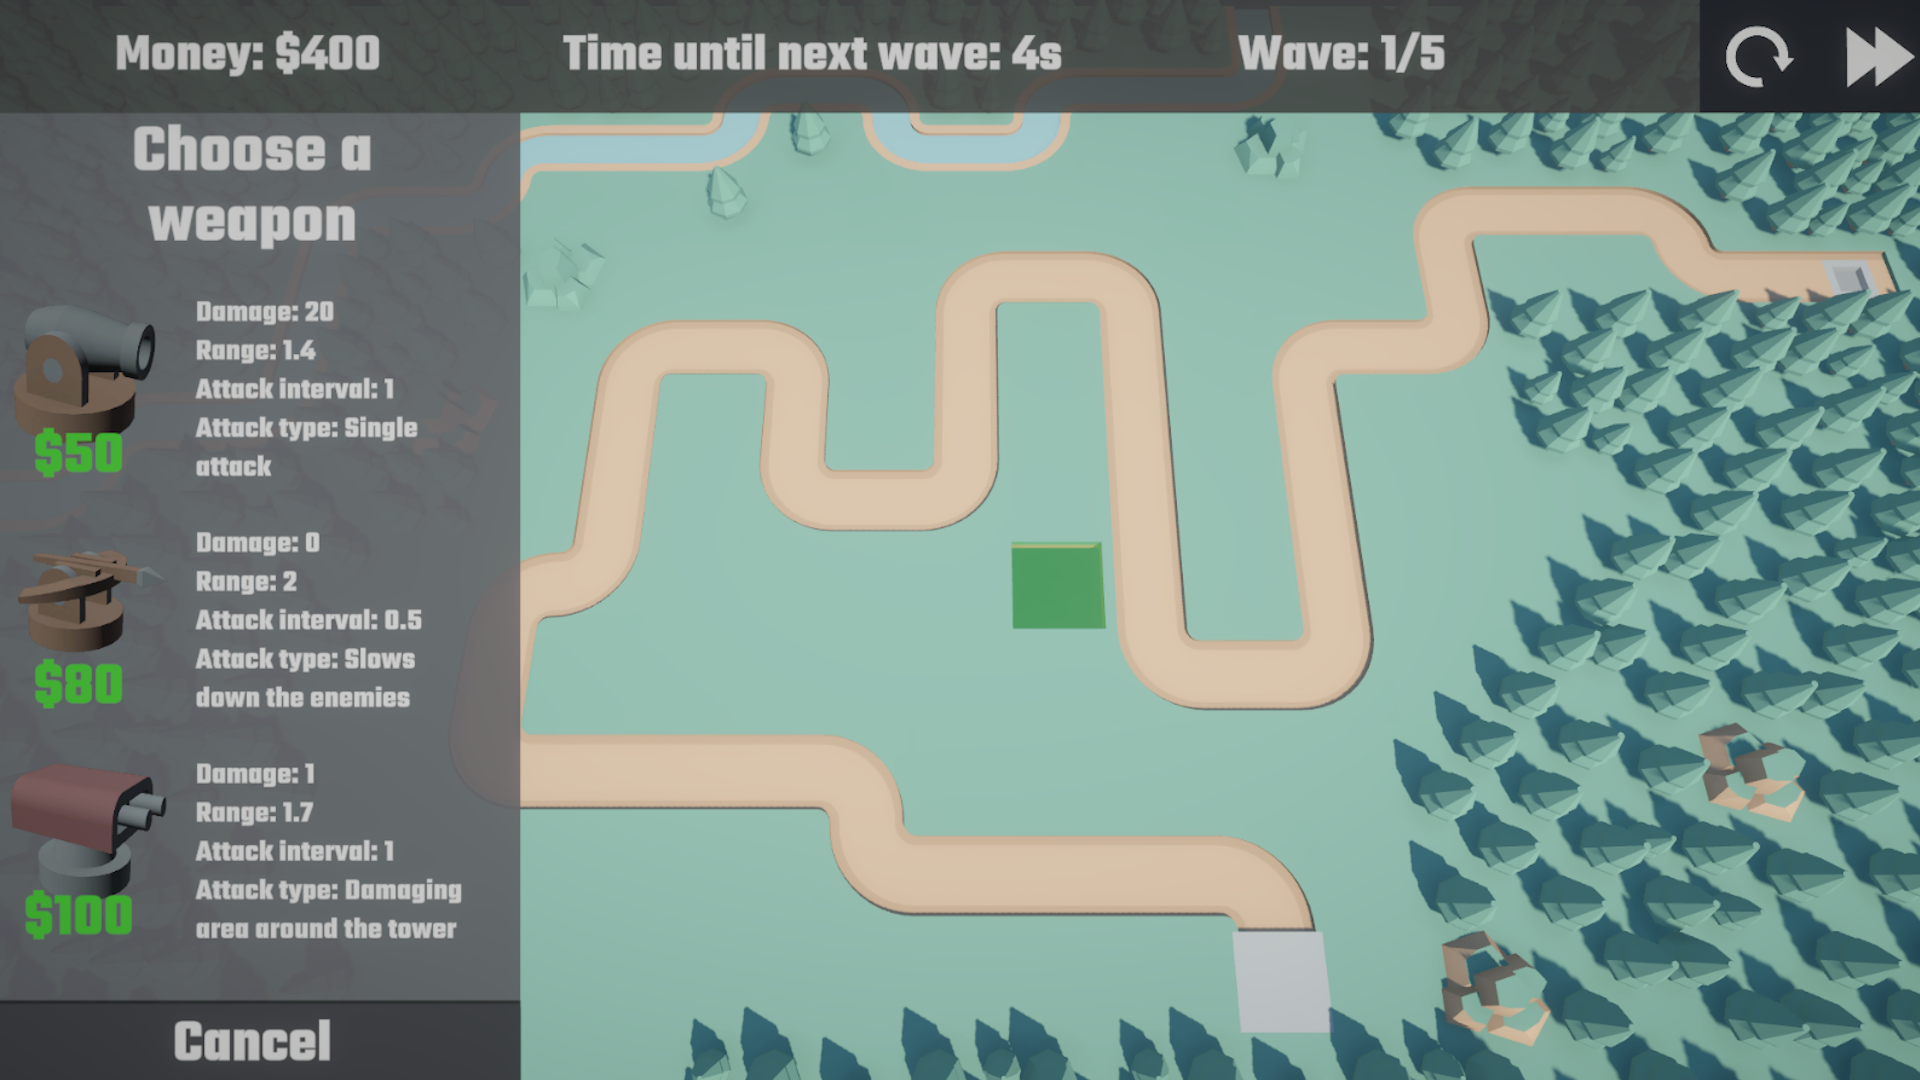 Money: $400
Time until next wave: 4s
Wave: 1/5
Choose a
weapon
Damage: 20
Range: 1.4
Attack interval: 1
Attack type: Single
attack
$50
Damage: 0
Range: 2
Attack interval: 0.5
Attack type: Slows
down the enemies
$80
Damage: 1
Range: 1.7
Attack interval: 1
Attack type: Damaging
area around the tower
$100
Cancel